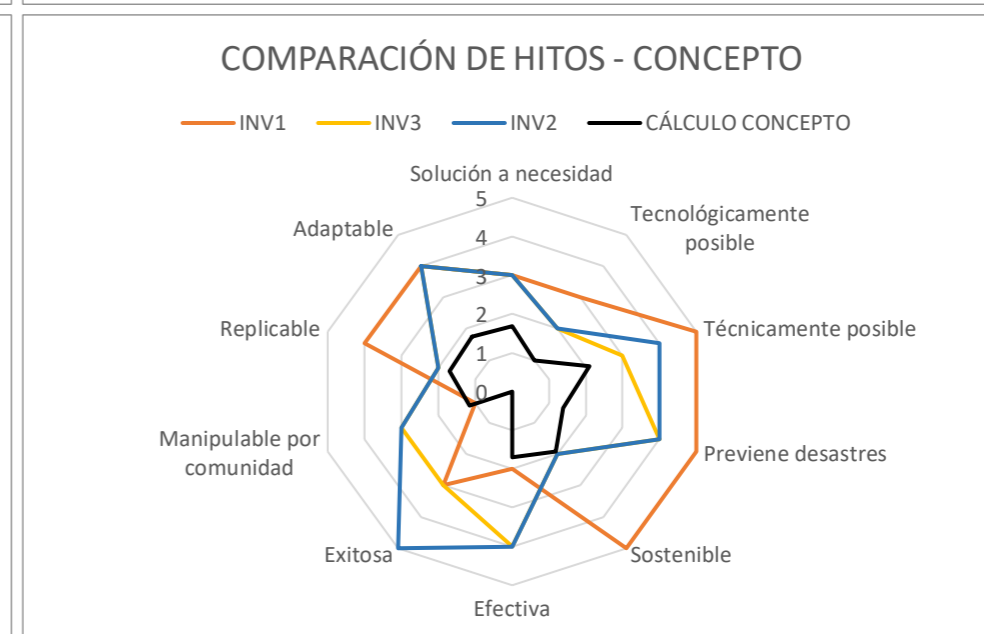 COMPARACIÓN DE HITOS - CONCEPTO
INV1 INV3 INV2 CÁLCULO CONCEPTO
Solución a necesidad
5
Tecnológicamente
posible
Adaptable
4
3
Replicable
Técnicamente posible
2
1
0
Manipulable por
comunidad
Previene desastres
Exitosa
Sostenible
Efectiva